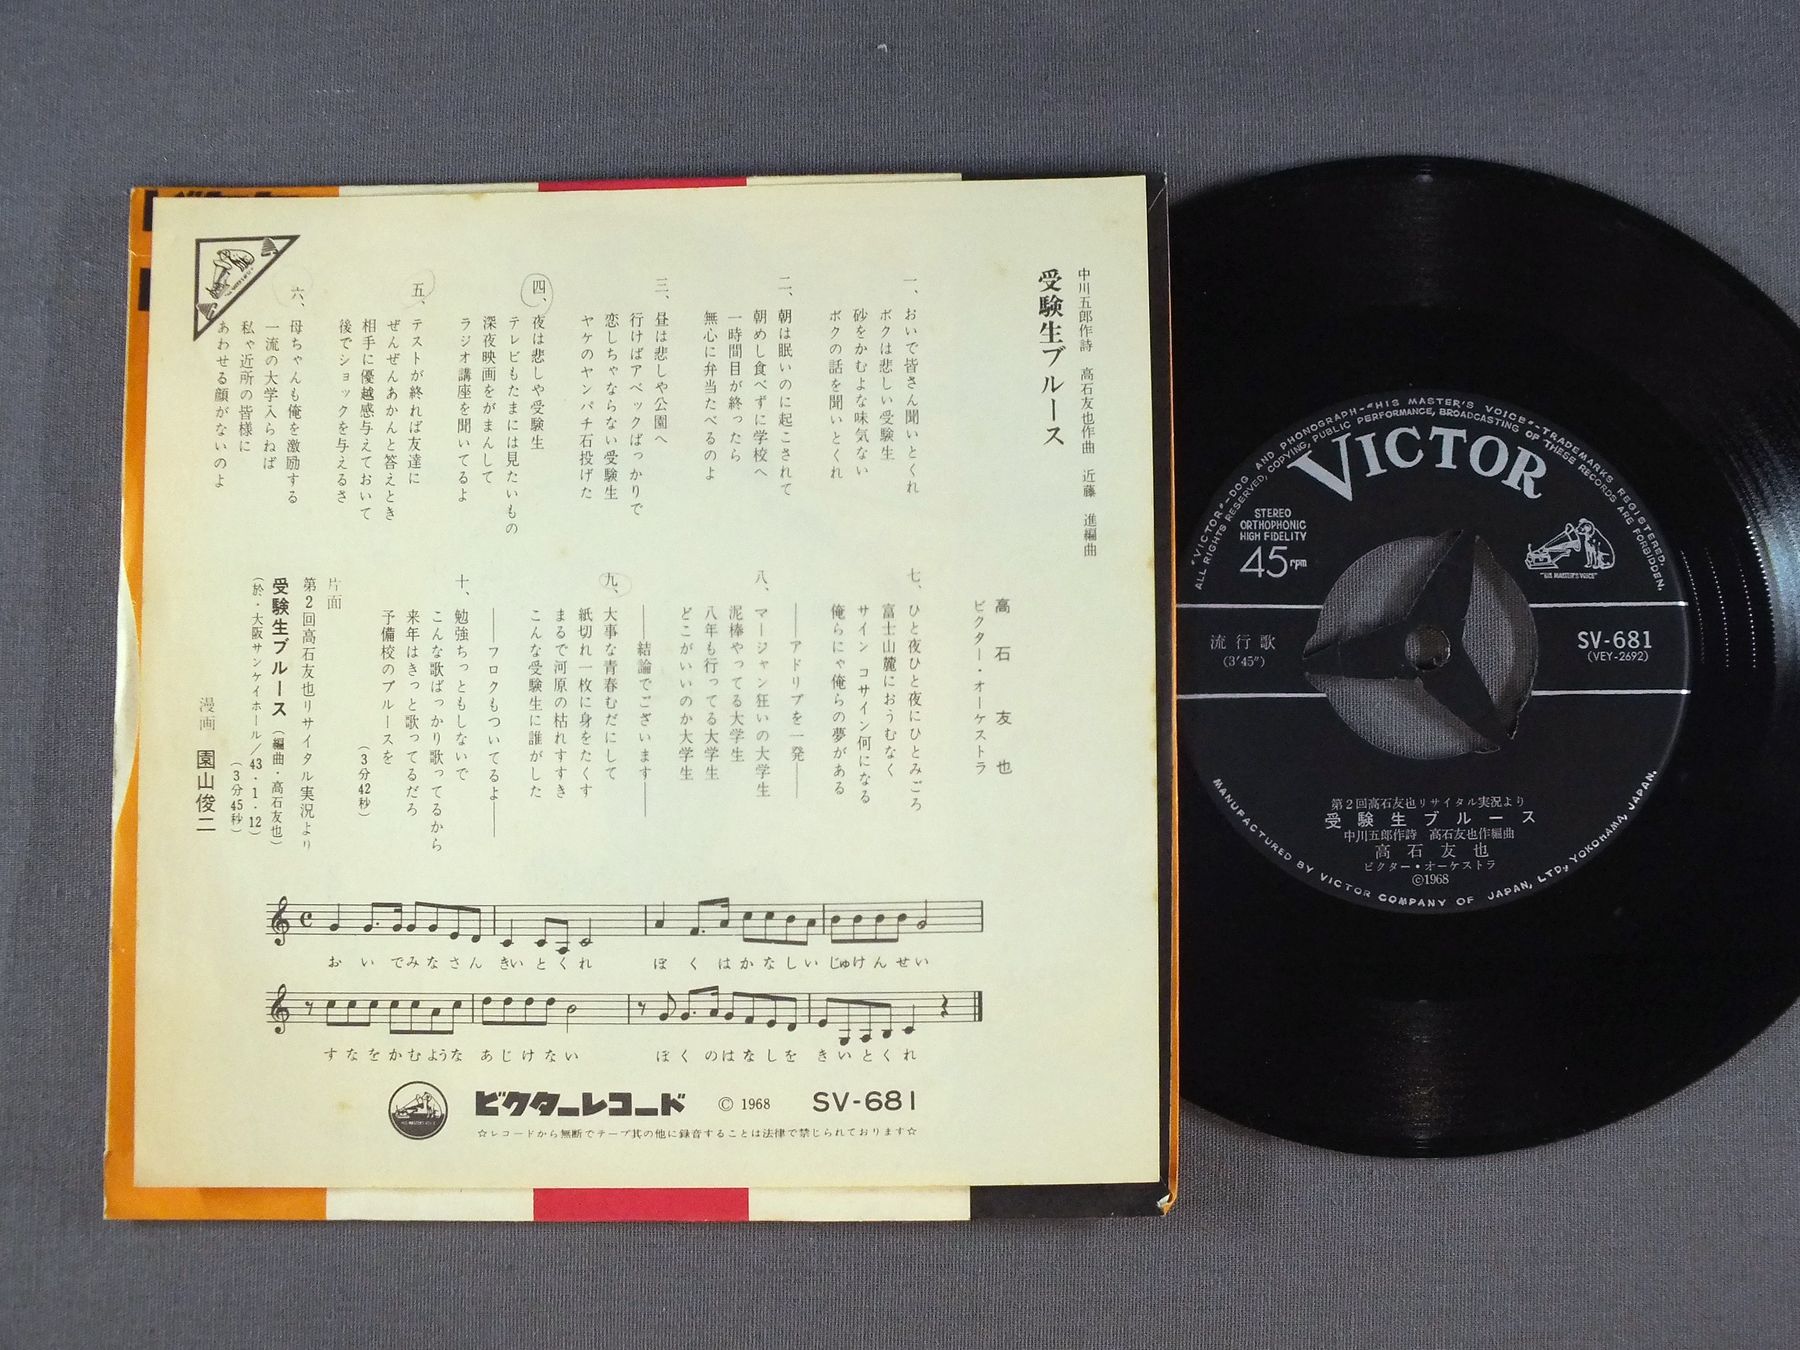 中川五郎作詩 高石友也作曲 近藤 進編曲
受験生ブルース
高石友也
ビクター・オーケストラ
一、おいで皆さん聞いとくれ
ボクは悲しい受験生
砂をかむよな味気ない
ボクの話を聞いとくれ
二、朝は眠いのに起こされて
朝めし食べずに学校へ
一時間目が終ったら
無心に弁当たべるのよ
三、昼は悲しや公園へ
行けばアベックばっかりで
恋しちゃならない受験生
ヤケのヤンパチ石投げた
四、夜は悲しや受験生
テレビもたまには見たいもの
深夜映画をがまんして
ラジオ講座を聞いてるよ
五、テストが終れば友達に
ぜんぜんあかんと答えとき
相手に優越感与えておいて
後でショックを与えるさ
六、母ちゃんも俺を激励する
一流の大学入らねば
私ゃ近所の皆様に
あわせる顔がないのよ
七、ひと夜ひと夜にひとみごろ
富士山麓におうむなく
サイン コサイン何になる
俺らにゃ俺らの夢がある
――アドリブを一発――
八、マージャン狂いの大学生
泥棒やってる大学生
八年も行ってる大学生
どこがいいのか大学生
――結論でございます――
九、大事な青春むだにして
紙切れ一枚に身をたくす
まるで河原の枯れすすき
こんな受験生に誰がした
――フロクもついてるよ――
十、勉強ちっともしないで
こんな歌ばっかり歌ってるから
来年はきっと歌ってるだろ
予備校のブルースを
(3分42秒)
片面
第2回高石友也リサイタル実況より
受験生ブルース(編曲・高石友也)
(於・大阪サンケイホール/43・1・12)
(3分45秒)
漫画 園山俊二
おいでみなさん きいとくれ ぼくはかなしい じゅけんせい
すなをかむような あじけない ぼくのはなしを きいとくれ
ビクターレコード © 1968 SV-681
☆レコードから無断でテープ其の他に録音することは法律で禁じられております☆
"VICTOR"-DOG AND PHONOGRAPH-"HIS MASTER'S VOICE"-TRADEMARKS REGISTERED.
ALL RIGHTS RESERVED, COPYING, PUBLIC PERFORMANCE, BROADCASTING OF THESE RECORDS ARE FORBIDDEN.
VICTOR
STEREO
ORTHOPHONIC
HIGH FIDELITY
45 rpm
"HIS MASTER'S VOICE"
流行歌
(3'45")
SV-681
(VEY-2692)
第2回高石友也リサイタル実況より
受験生ブルース
中川五郎作詩 高石友也作編曲
高石友也
ビクター・オーケストラ
©1968
MANUFACTURED BY VICTOR COMPANY OF JAPAN, LTD, YOKOHAMA, JAPAN.